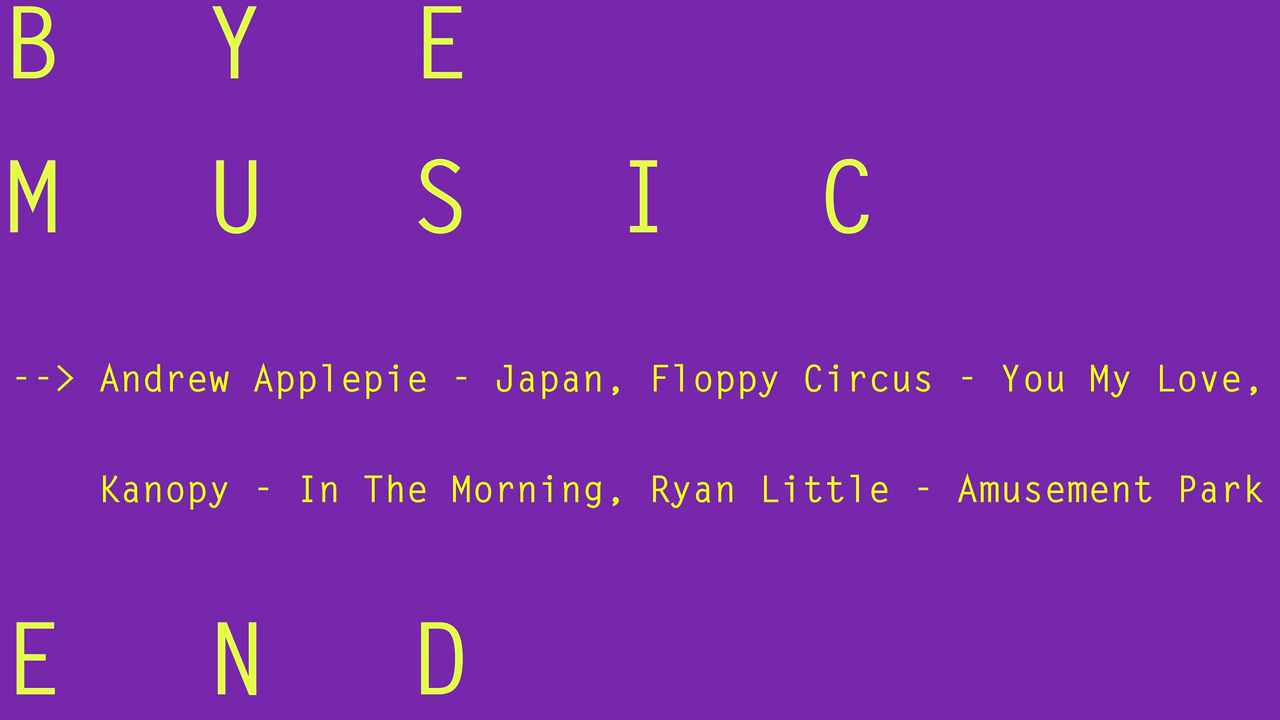 B Y E
M U S I C
--> Andrew Applepie - Japan, Floppy Circus - You My Love,
Kanopy - In The Morning, Ryan Little - Amusement Park
E N D